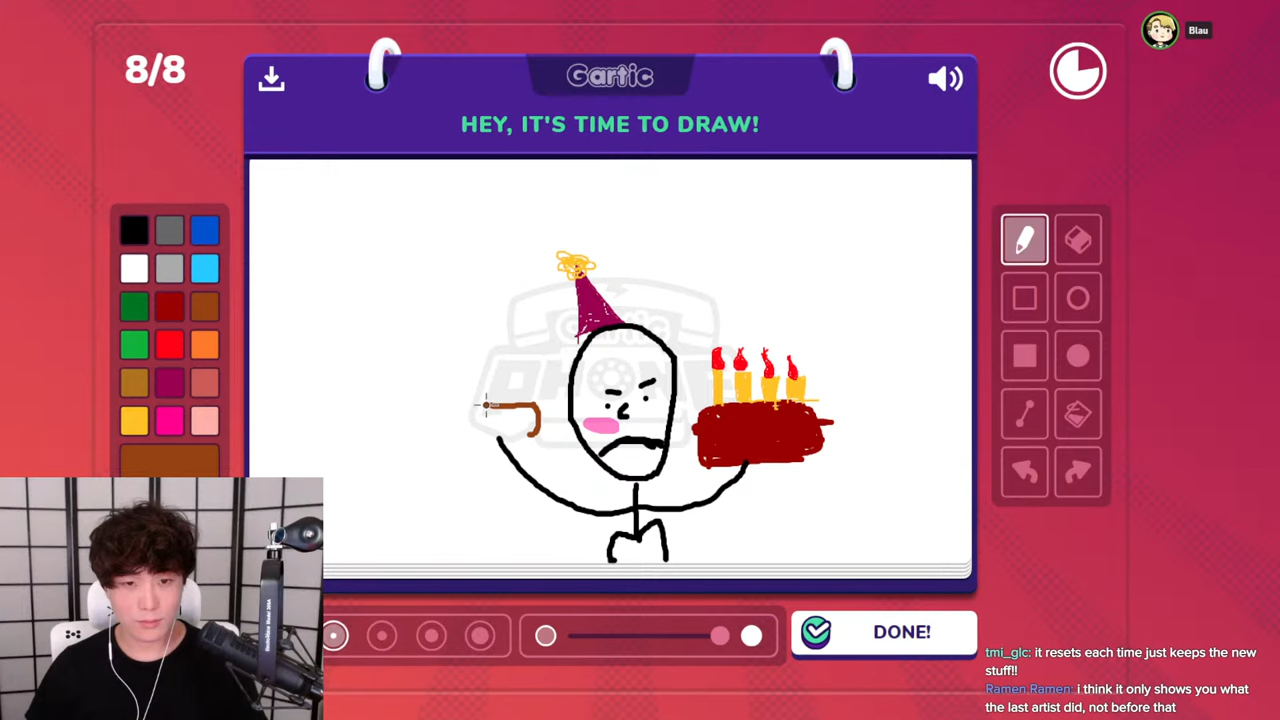 8/8
Gartic
HEY, IT'S TIME TO DRAW!
Blau
DONE!
tmi_glc: it resets each time just keeps the new
stuff!!
Ramen Ramen: i think it only shows you what
the last artist did, not before that